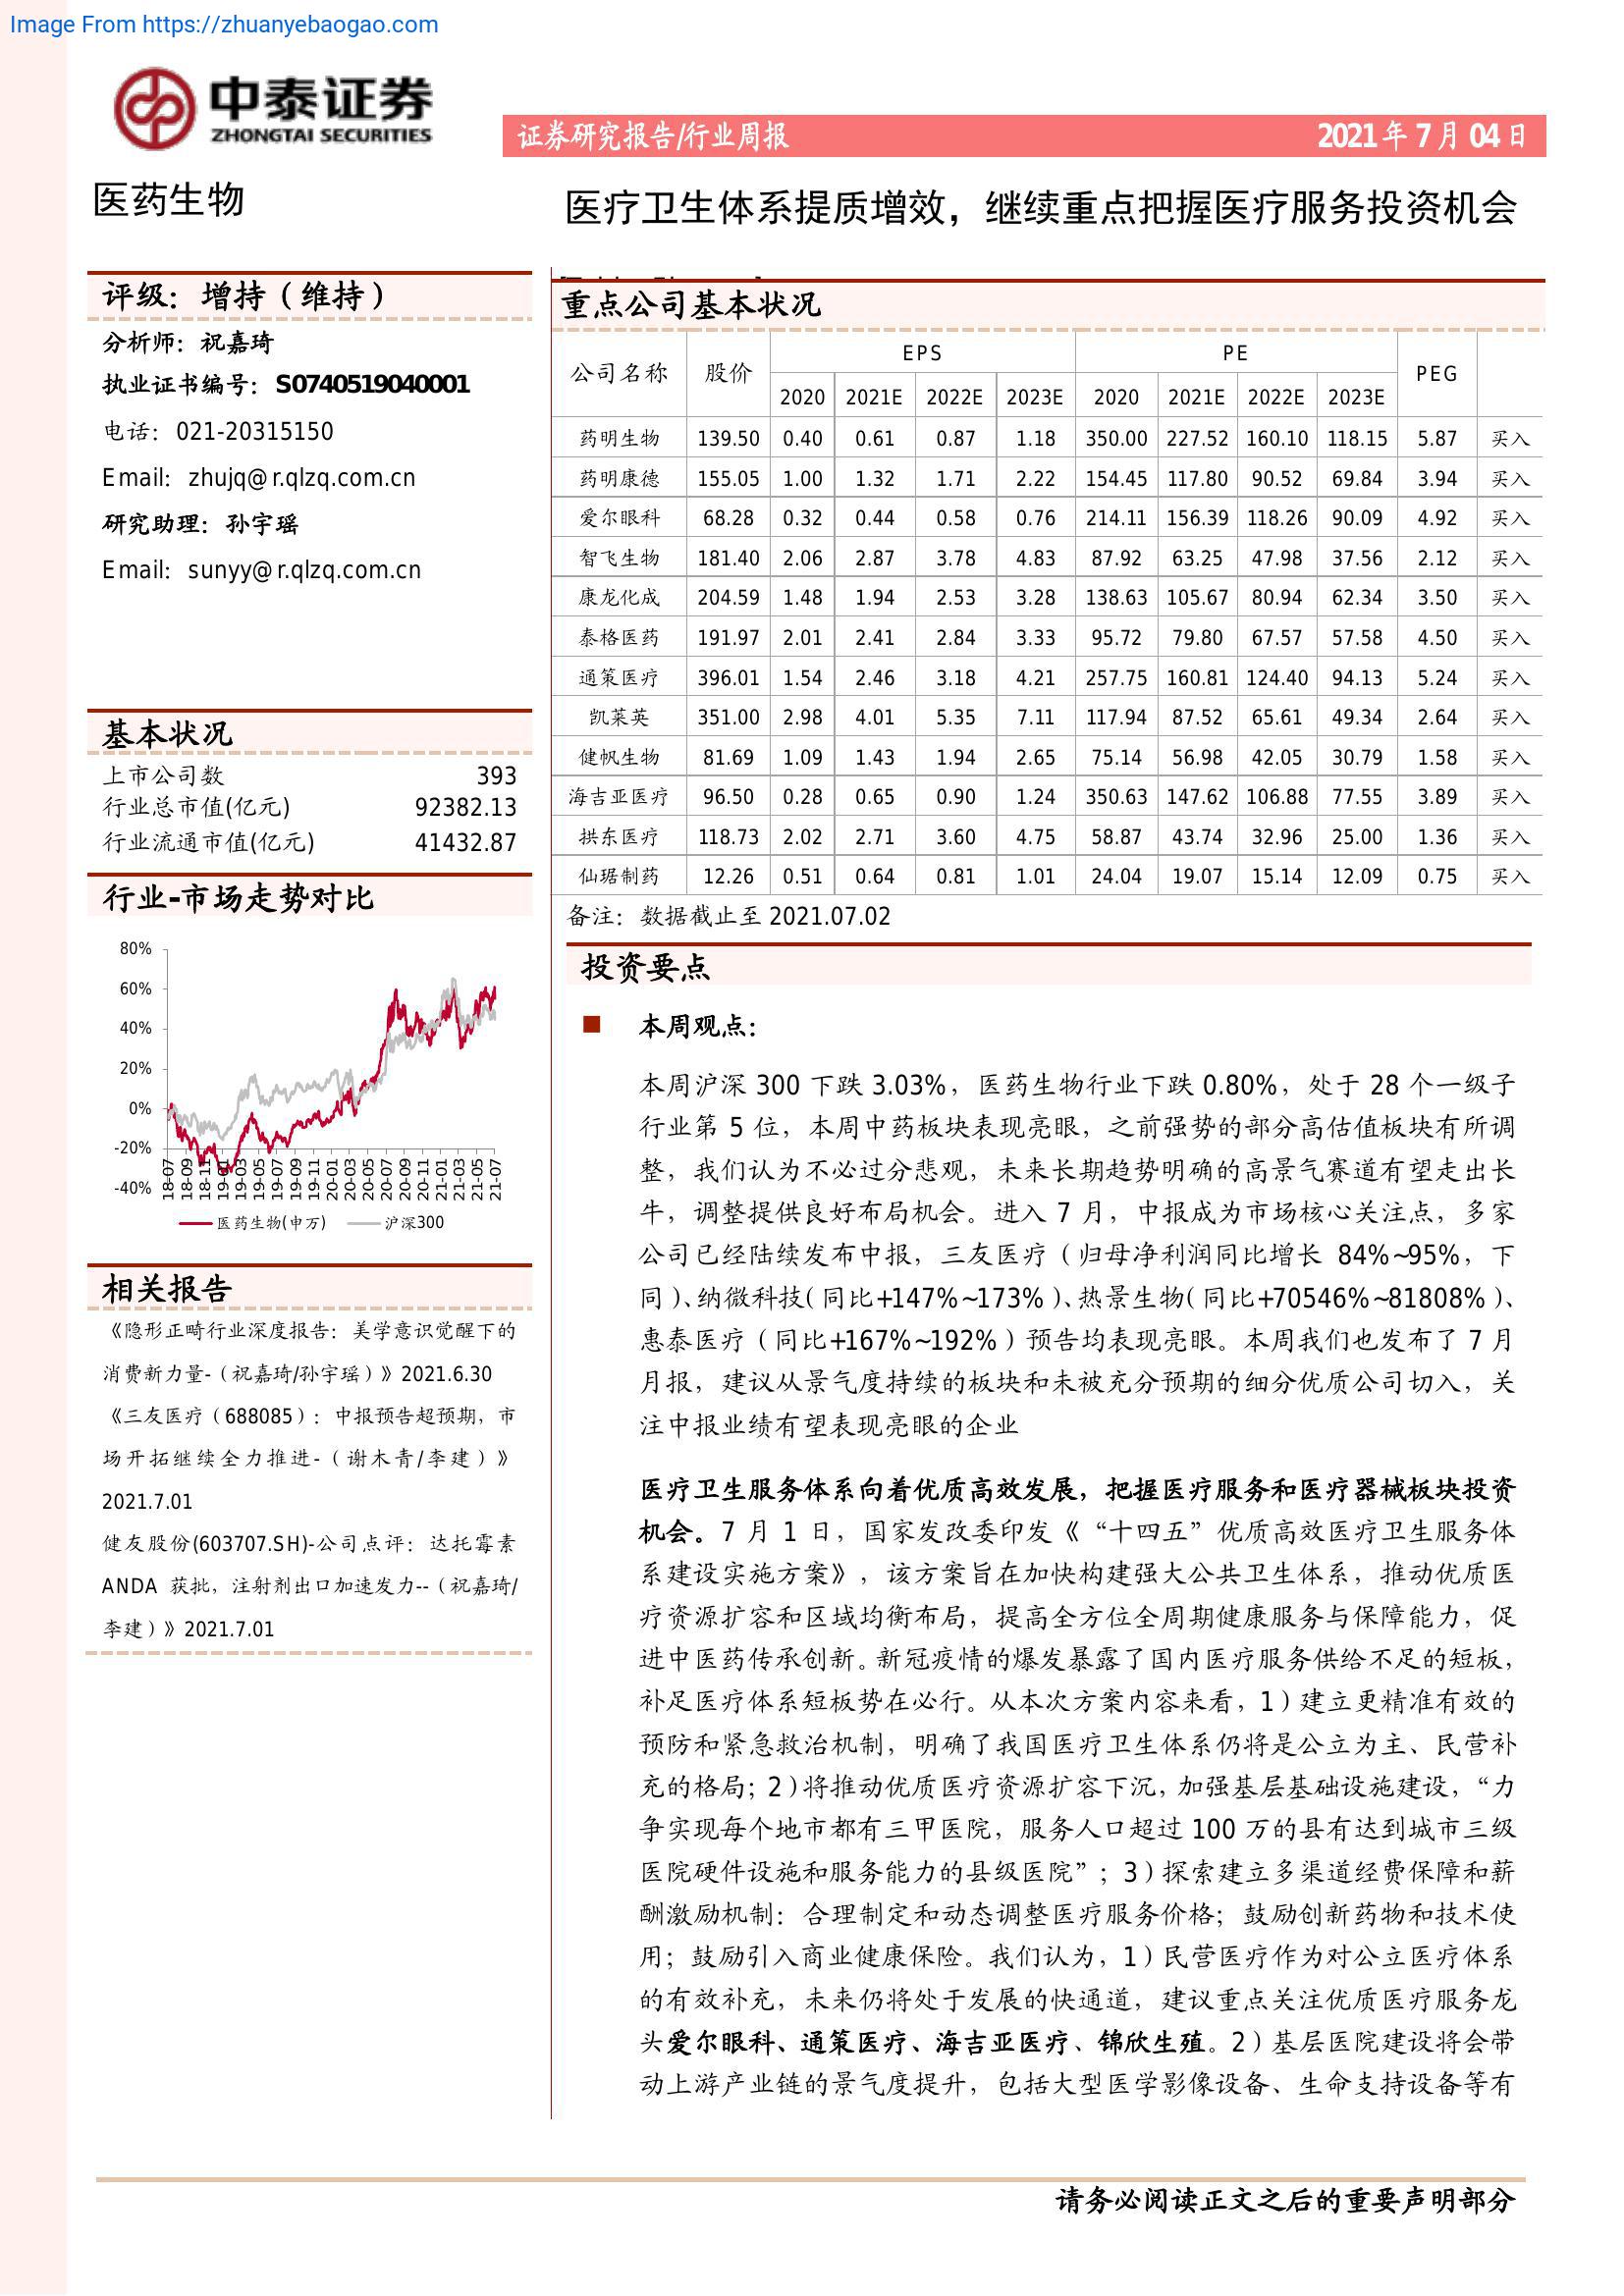 Image From https://zhuanyebaogao.com
中泰证券
ZHONGTAI SECURITIES
证券研究报告/行业周报 2021年7月04日
医药生物
医疗卫生体系提质增效，继续重点把握医疗服务投资机会
评级：增持（维持）
分析师：祝嘉琦
执业证书编号：S0740519040001
电话：021-20315150
Email：zhujq@r.qlzq.com.cn
研究助理：孙宇瑶
Email：sunyy@r.qlzq.com.cn
基本状况
上市公司数 393
行业总市值(亿元) 92382.13
行业流通市值(亿元) 41432.87
行业-市场走势对比
80%
60%
40%
20%
0%
-20%
-40%
18-07 18-09 18-11 19-01 19-03 19-05 19-07 19-09 19-11 20-01 20-03 20-05 20-07 20-09 20-11 21-01 21-03 21-05 21-07
医药生物(申万) 沪深300
相关报告
《隐形正畸行业深度报告：美学意识觉醒下的
消费新力量-（祝嘉琦/孙宇瑶）》2021.6.30
《三友医疗（688085）：中报预告超预期，市
场开拓继续全力推进-（谢木青/李建）》
2021.7.01
健友股份(603707.SH)-公司点评：达托霉素
ANDA 获批，注射剂出口加速发力--（祝嘉琦/
李建）》2021.7.01
重点公司基本状况
公司名称 股价 EPS PE PEG
2020 2021E 2022E 2023E 2020 2021E 2022E 2023E
药明生物 139.50 0.40 0.61 0.87 1.18 350.00 227.52 160.10 118.15 5.87 买入
药明康德 155.05 1.00 1.32 1.71 2.22 154.45 117.80 90.52 69.84 3.94 买入
爱尔眼科 68.28 0.32 0.44 0.58 0.76 214.11 156.39 118.26 90.09 4.92 买入
智飞生物 181.40 2.06 2.87 3.78 4.83 87.92 63.25 47.98 37.56 2.12 买入
康龙化成 204.59 1.48 1.94 2.53 3.28 138.63 105.67 80.94 62.34 3.50 买入
泰格医药 191.97 2.01 2.41 2.84 3.33 95.72 79.80 67.57 57.58 4.50 买入
通策医疗 396.01 1.54 2.46 3.18 4.21 257.75 160.81 124.40 94.13 5.24 买入
凯莱英 351.00 2.98 4.01 5.35 7.11 117.94 87.52 65.61 49.34 2.64 买入
健帆生物 81.69 1.09 1.43 1.94 2.65 75.14 56.98 42.05 30.79 1.58 买入
海吉亚医疗 96.50 0.28 0.65 0.90 1.24 350.63 147.62 106.88 77.55 3.89 买入
拱东医疗 118.73 2.02 2.71 3.60 4.75 58.87 43.74 32.96 25.00 1.36 买入
仙琚制药 12.26 0.51 0.64 0.81 1.01 24.04 19.07 15.14 12.09 0.75 买入
备注：数据截止至 2021.07.02
投资要点
■ 本周观点：
本周沪深 300 下跌 3.03%，医药生物行业下跌 0.80%，处于 28 个一级子
行业第 5 位，本周中药板块表现亮眼，之前强势的部分高估值板块有所调
整，我们认为不必过分悲观，未来长期趋势明确的高景气赛道有望走出长
牛，调整提供良好布局机会。进入 7 月，中报成为市场核心关注点，多家
公司已经陆续发布中报，三友医疗（归母净利润同比增长 84%~95%，下
同）、纳微科技（同比+147%~173%）、热景生物（同比+70546%~81808%）、
惠泰医疗（同比+167%~192%）预告均表现亮眼。本周我们也发布了 7 月
月报，建议从景气度持续的板块和未被充分预期的细分优质公司切入，关
注中报业绩有望表现亮眼的企业
医疗卫生服务体系向着优质高效发展，把握医疗服务和医疗器械板块投资
机会。7 月 1 日，国家发改委印发《“十四五”优质高效医疗卫生服务体
系建设实施方案》，该方案旨在加快构建强大公共卫生体系，推动优质医
疗资源扩容和区域均衡布局，提高全方位全周期健康服务与保障能力，促
进中医药传承创新。新冠疫情的爆发暴露了国内医疗服务供给不足的短板，
补足医疗体系短板势在必行。从本次方案内容来看，1）建立更精准有效的
预防和紧急救治机制，明确了我国医疗卫生体系仍将是公立为主、民营补
充的格局；2）将推动优质医疗资源扩容下沉，加强基层基础设施建设，“力
争实现每个地市都有三甲医院，服务人口超过 100 万的县有达到城市三级
医院硬件设施和服务能力的县级医院”；3）探索建立多渠道经费保障和薪
酬激励机制：合理制定和动态调整医疗服务价格；鼓励创新药物和技术使
用；鼓励引入商业健康保险。我们认为，1）民营医疗作为对公立医疗体系
的有效补充，未来仍将处于发展的快通道，建议重点关注优质医疗服务龙
头爱尔眼科、通策医疗、海吉亚医疗、锦欣生殖。2）基层医院建设将会带
动上游产业链的景气度提升，包括大型医学影像设备、生命支持设备等有
请务必阅读正文之后的重要声明部分